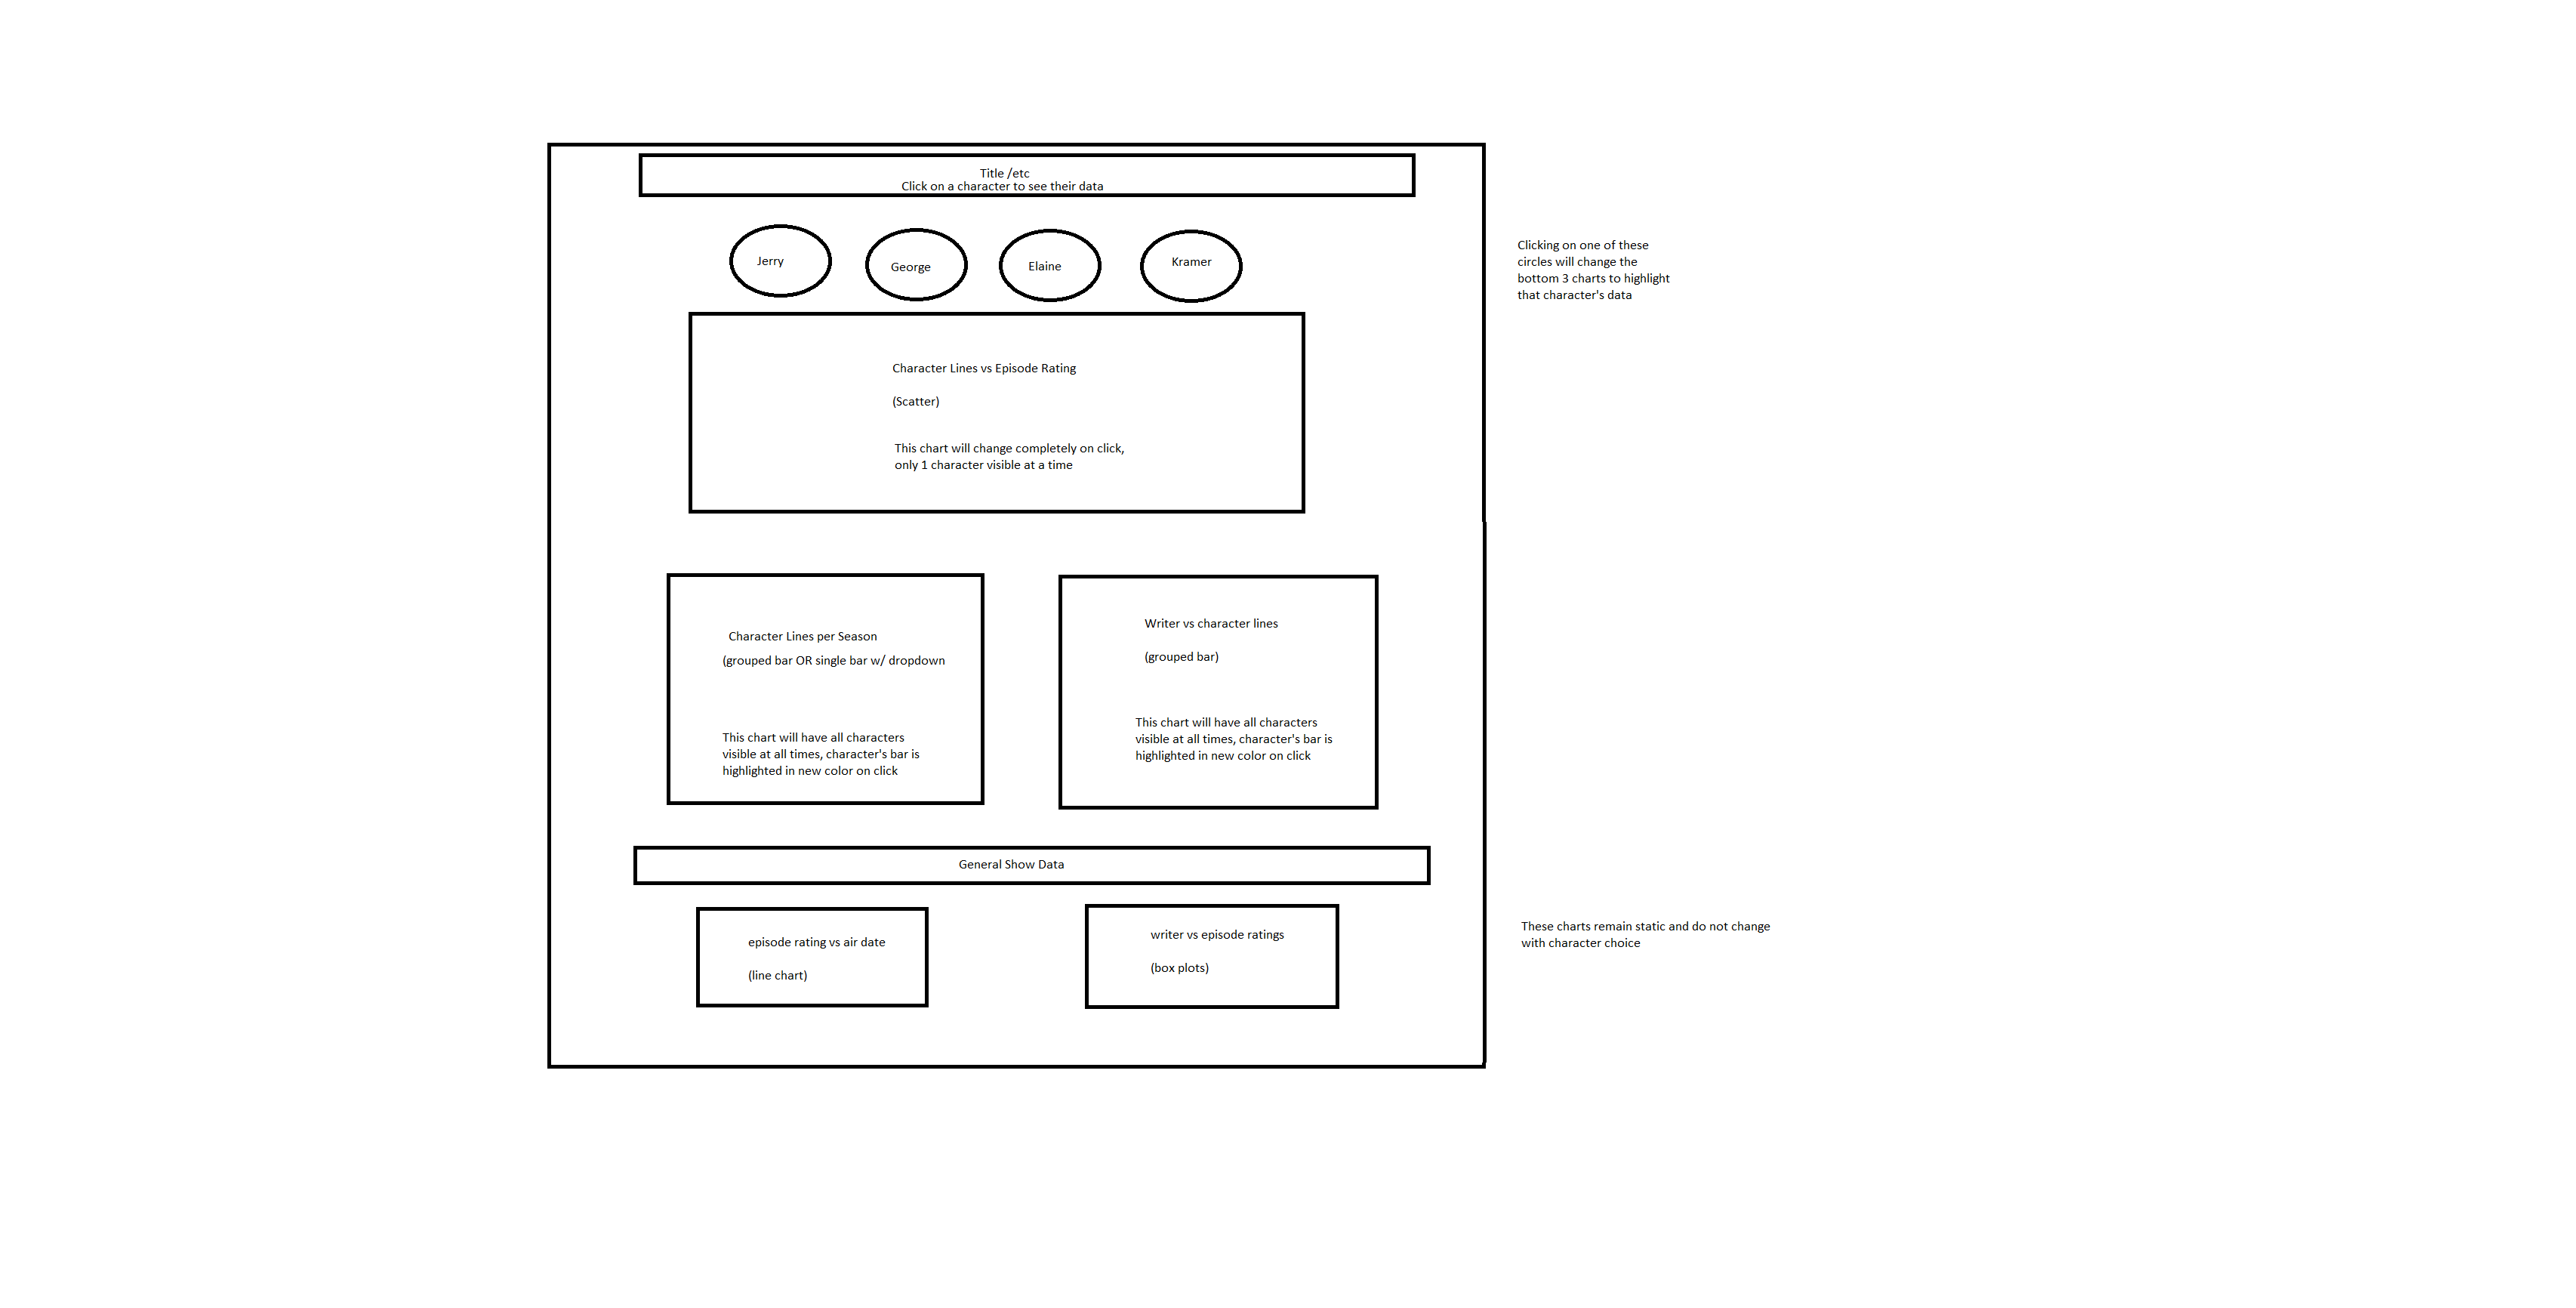 Title /etc
Click on a character to see their data
Jerry
George
Elaine
Kramer
Clicking on one of these
circles will change the
bottom 3 charts to highlight
that character's data
Character Lines vs Episode Rating
(Scatter)
This chart will change completely on click,
only 1 character visible at a time
Character Lines per Season
(grouped bar OR single bar w/ dropdown
This chart will have all characters
visible at all times, character's bar is
highlighted in new color on click
Writer vs character lines
(grouped bar)
This chart will have all characters
visible at all times, character's bar is
highlighted in new color on click
General Show Data
episode rating vs air date
(line chart)
writer vs episode ratings
(box plots)
These charts remain static and do not change
with character choice